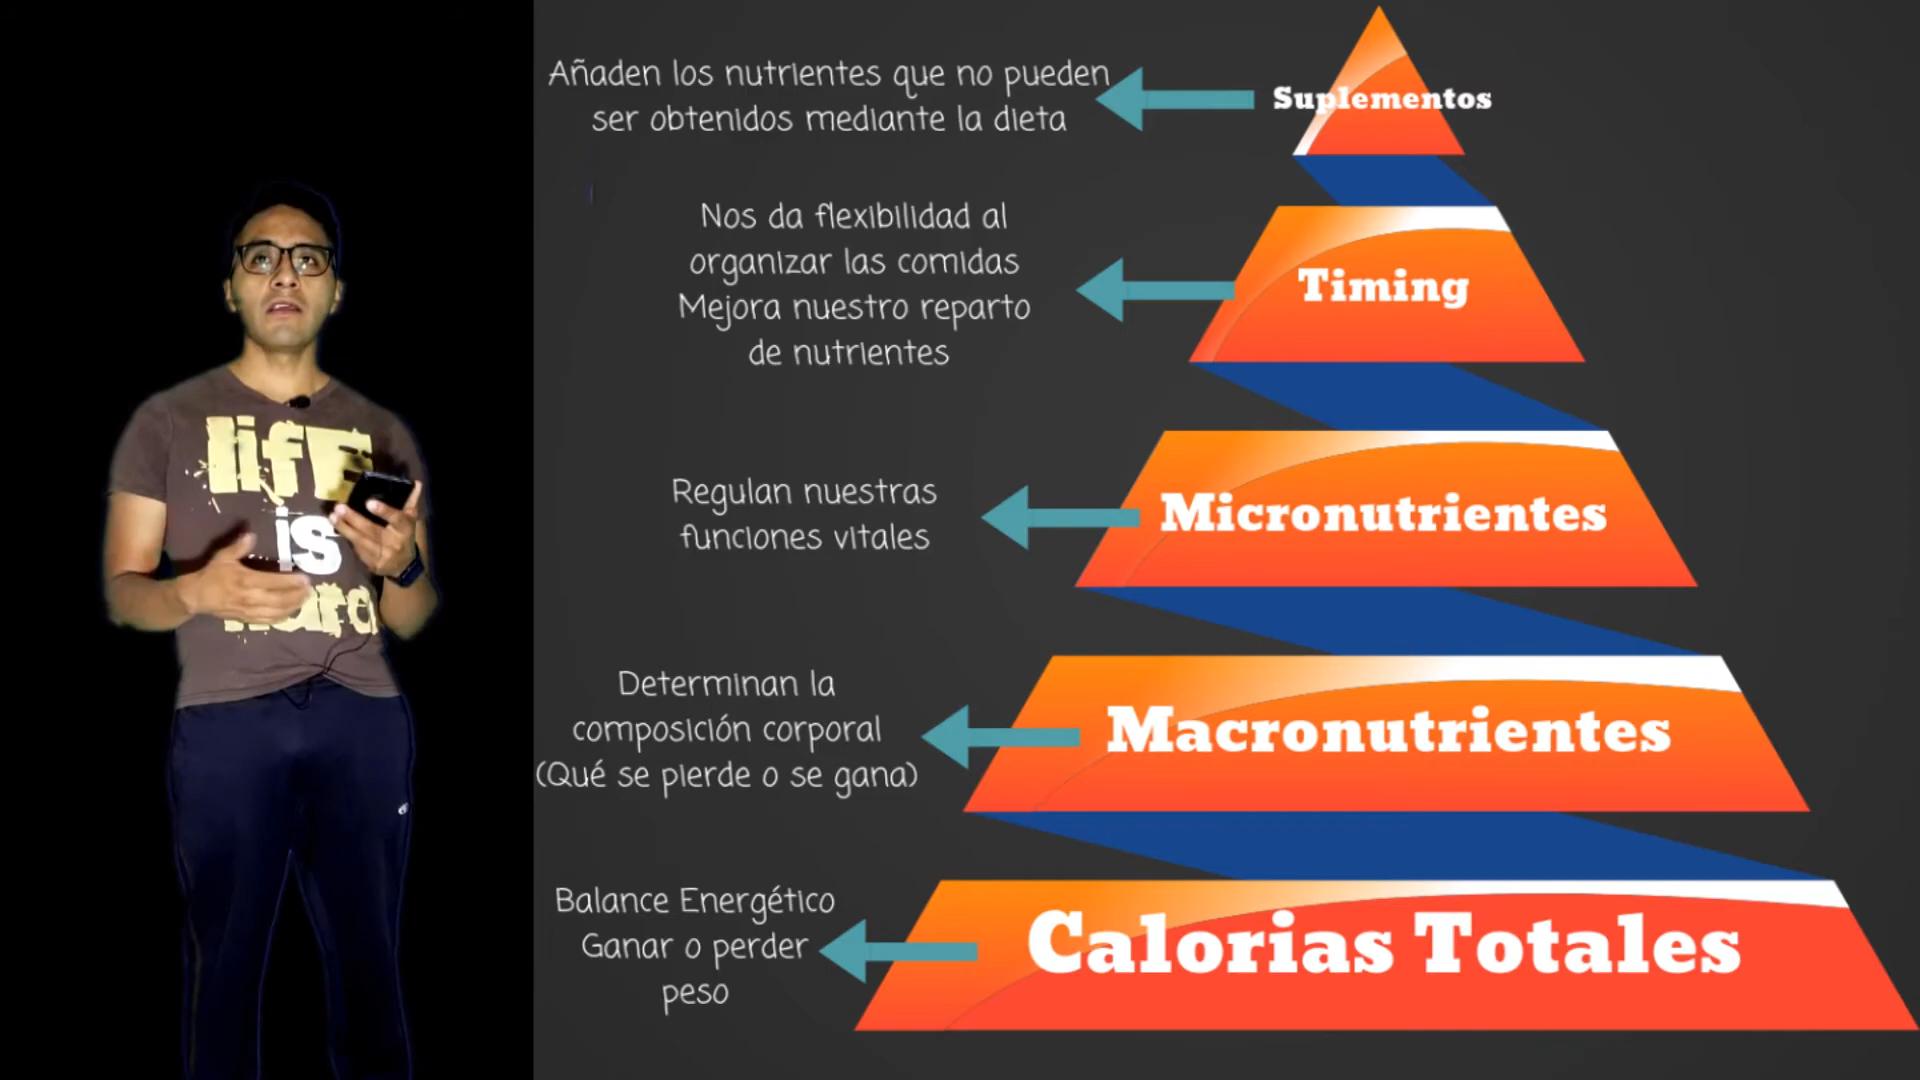 Añaden los nutrientes que no pueden
ser obtenidos mediante la dieta
Suplementos
Nos da flexibilidad al
organizar las comidas
Mejora nuestro reparto
de nutrientes
Timing
Regulan nuestras
funciones vitales
Micronutrientes
Determinan la
composición corporal
(Qué se pierde o se gana)
Macronutrientes
Balance Energético
Ganar o perder
peso
Calorias Totales
lifE
is